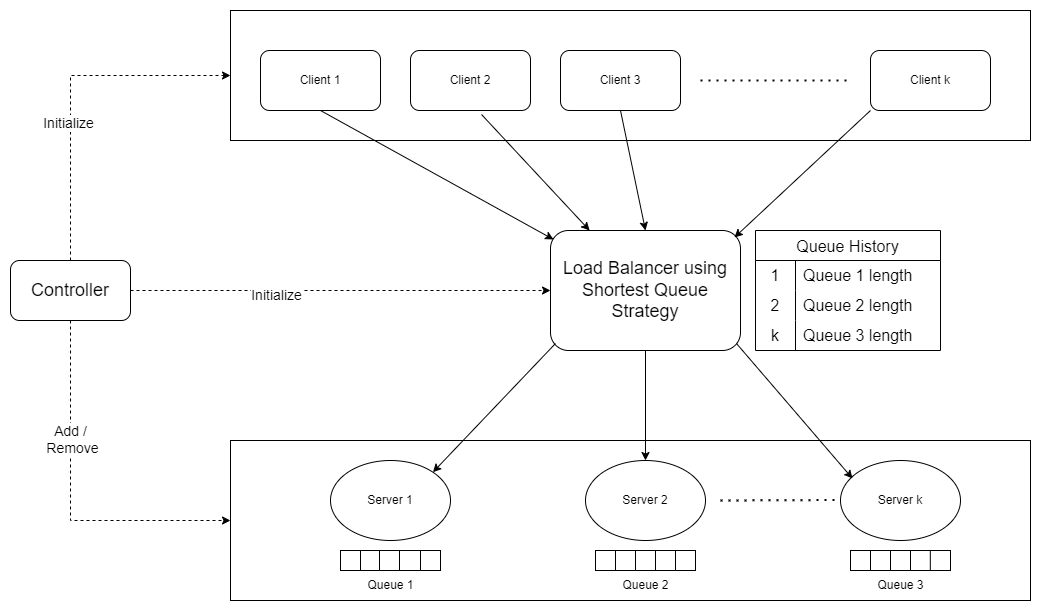 Client 1
Client 2
Client 3
Client k
Initialize
Controller
Initialize
Load Balancer using
Shortest Queue
Strategy
Queue History
1 Queue 1 length
2 Queue 2 length
k Queue 3 length
Add /
Remove
Server 1
Server 2
Server k
Queue 1
Queue 2
Queue 3